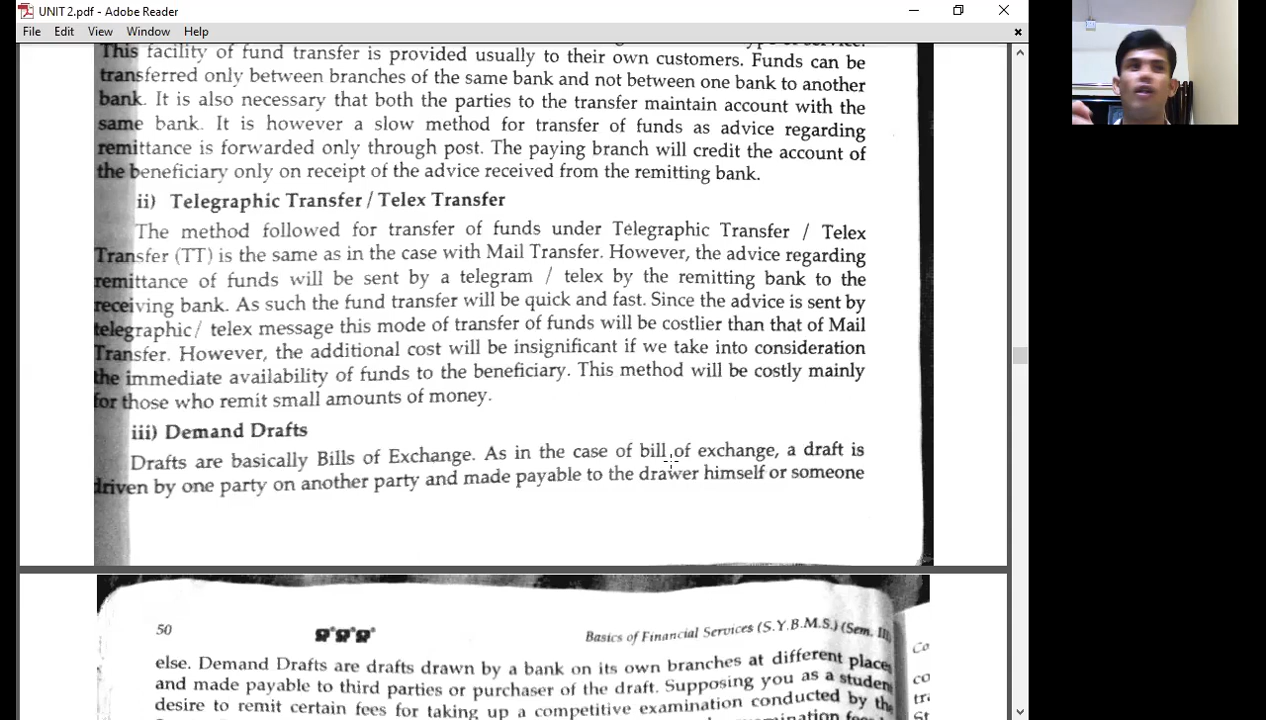 UNIT 2.pdf - Adobe Reader
File Edit View Window Help
This facility of fund transfer is provided usually to their own customers. Funds can be
transferred only between branches of the same bank and not between one bank to another
bank. It is also necessary that both the parties to the transfer maintain account with the
same bank. It is however a slow method for transfer of funds as advice regarding
remittance is forwarded only through post. The paying branch will credit the account of
the beneficiary only on receipt of the advice received from the remitting bank.
ii) Telegraphic Transfer / Telex Transfer
The method followed for transfer of funds under Telegraphic Transfer / Telex
Transfer (TT) is the same as in the case with Mail Transfer. However, the advice regarding
remittance of funds will be sent by a telegram / telex by the remitting bank to the
receiving bank. As such the fund transfer will be quick and fast. Since the advice is sent by
telegraphic/ telex message this mode of transfer of funds will be costlier than that of Mail
Transfer. However, the additional cost will be insignificant if we take into consideration
the immediate availability of funds to the beneficiary. This method will be costly mainly
for those who remit small amounts of money.
iii) Demand Drafts
Drafts are basically Bills of Exchange. As in the case of bill of exchange, a draft is
driven by one party on another party and made payable to the drawer himself or someone
50 Basics of Financial Services (S.Y.B.M.S.) (Sem. III)
else. Demand Drafts are drafts drawn by a bank on its own branches at different places
and made payable to third parties or purchaser of the draft. Supposing you as a student
desire to remit certain fees for taking up a competitive examination conducted by the